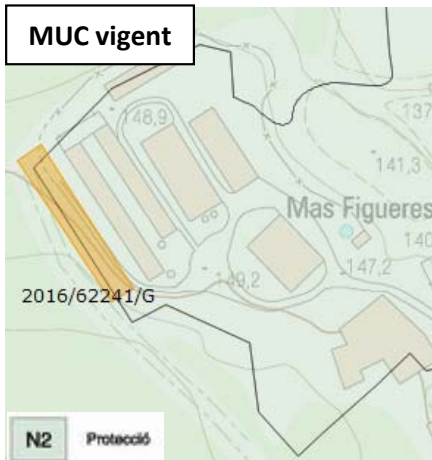 MUC vigent
148,9
137
141,3
Mas Figueres
140
147,2
149,2
2016/62241/G
N2 Protecció